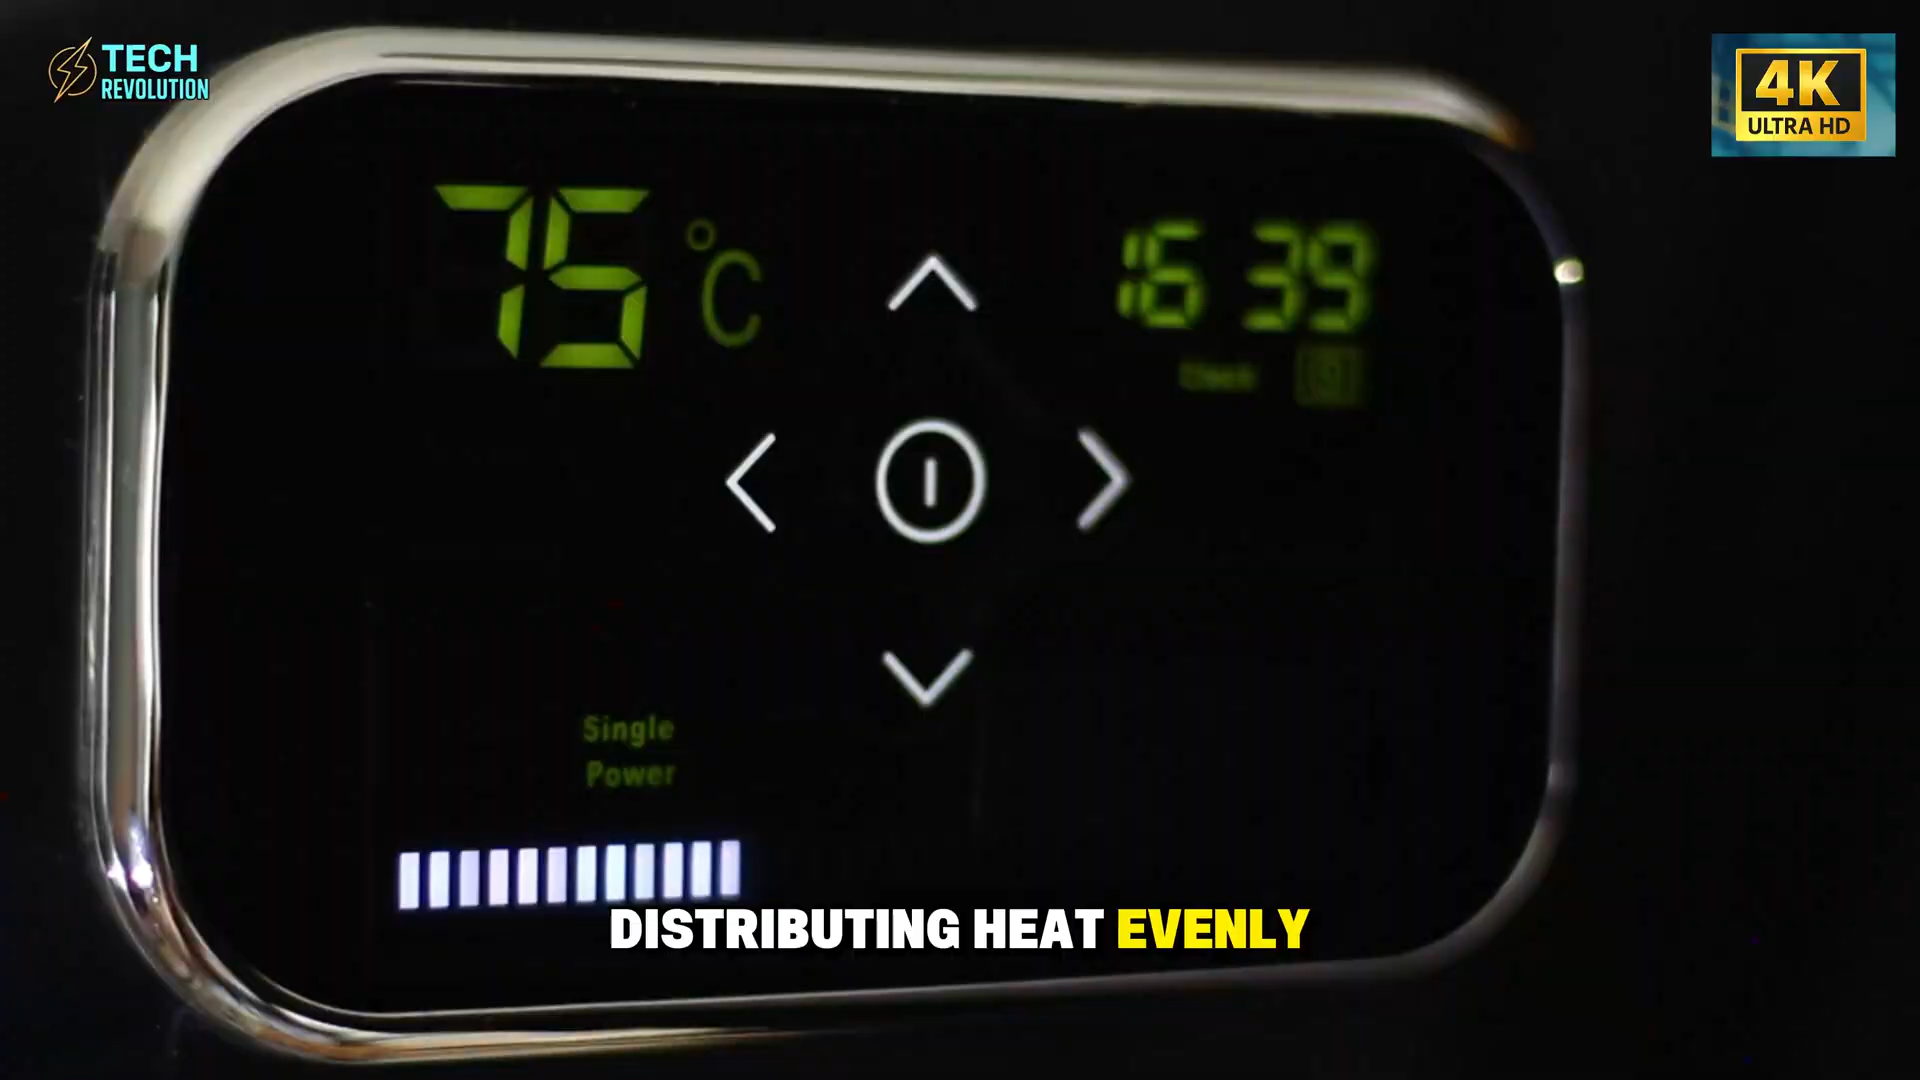 TECH
REVOLUTION
4K
ULTRA HD
75 °C
16 39
Single
Power
DISTRIBUTING HEAT EVENLY